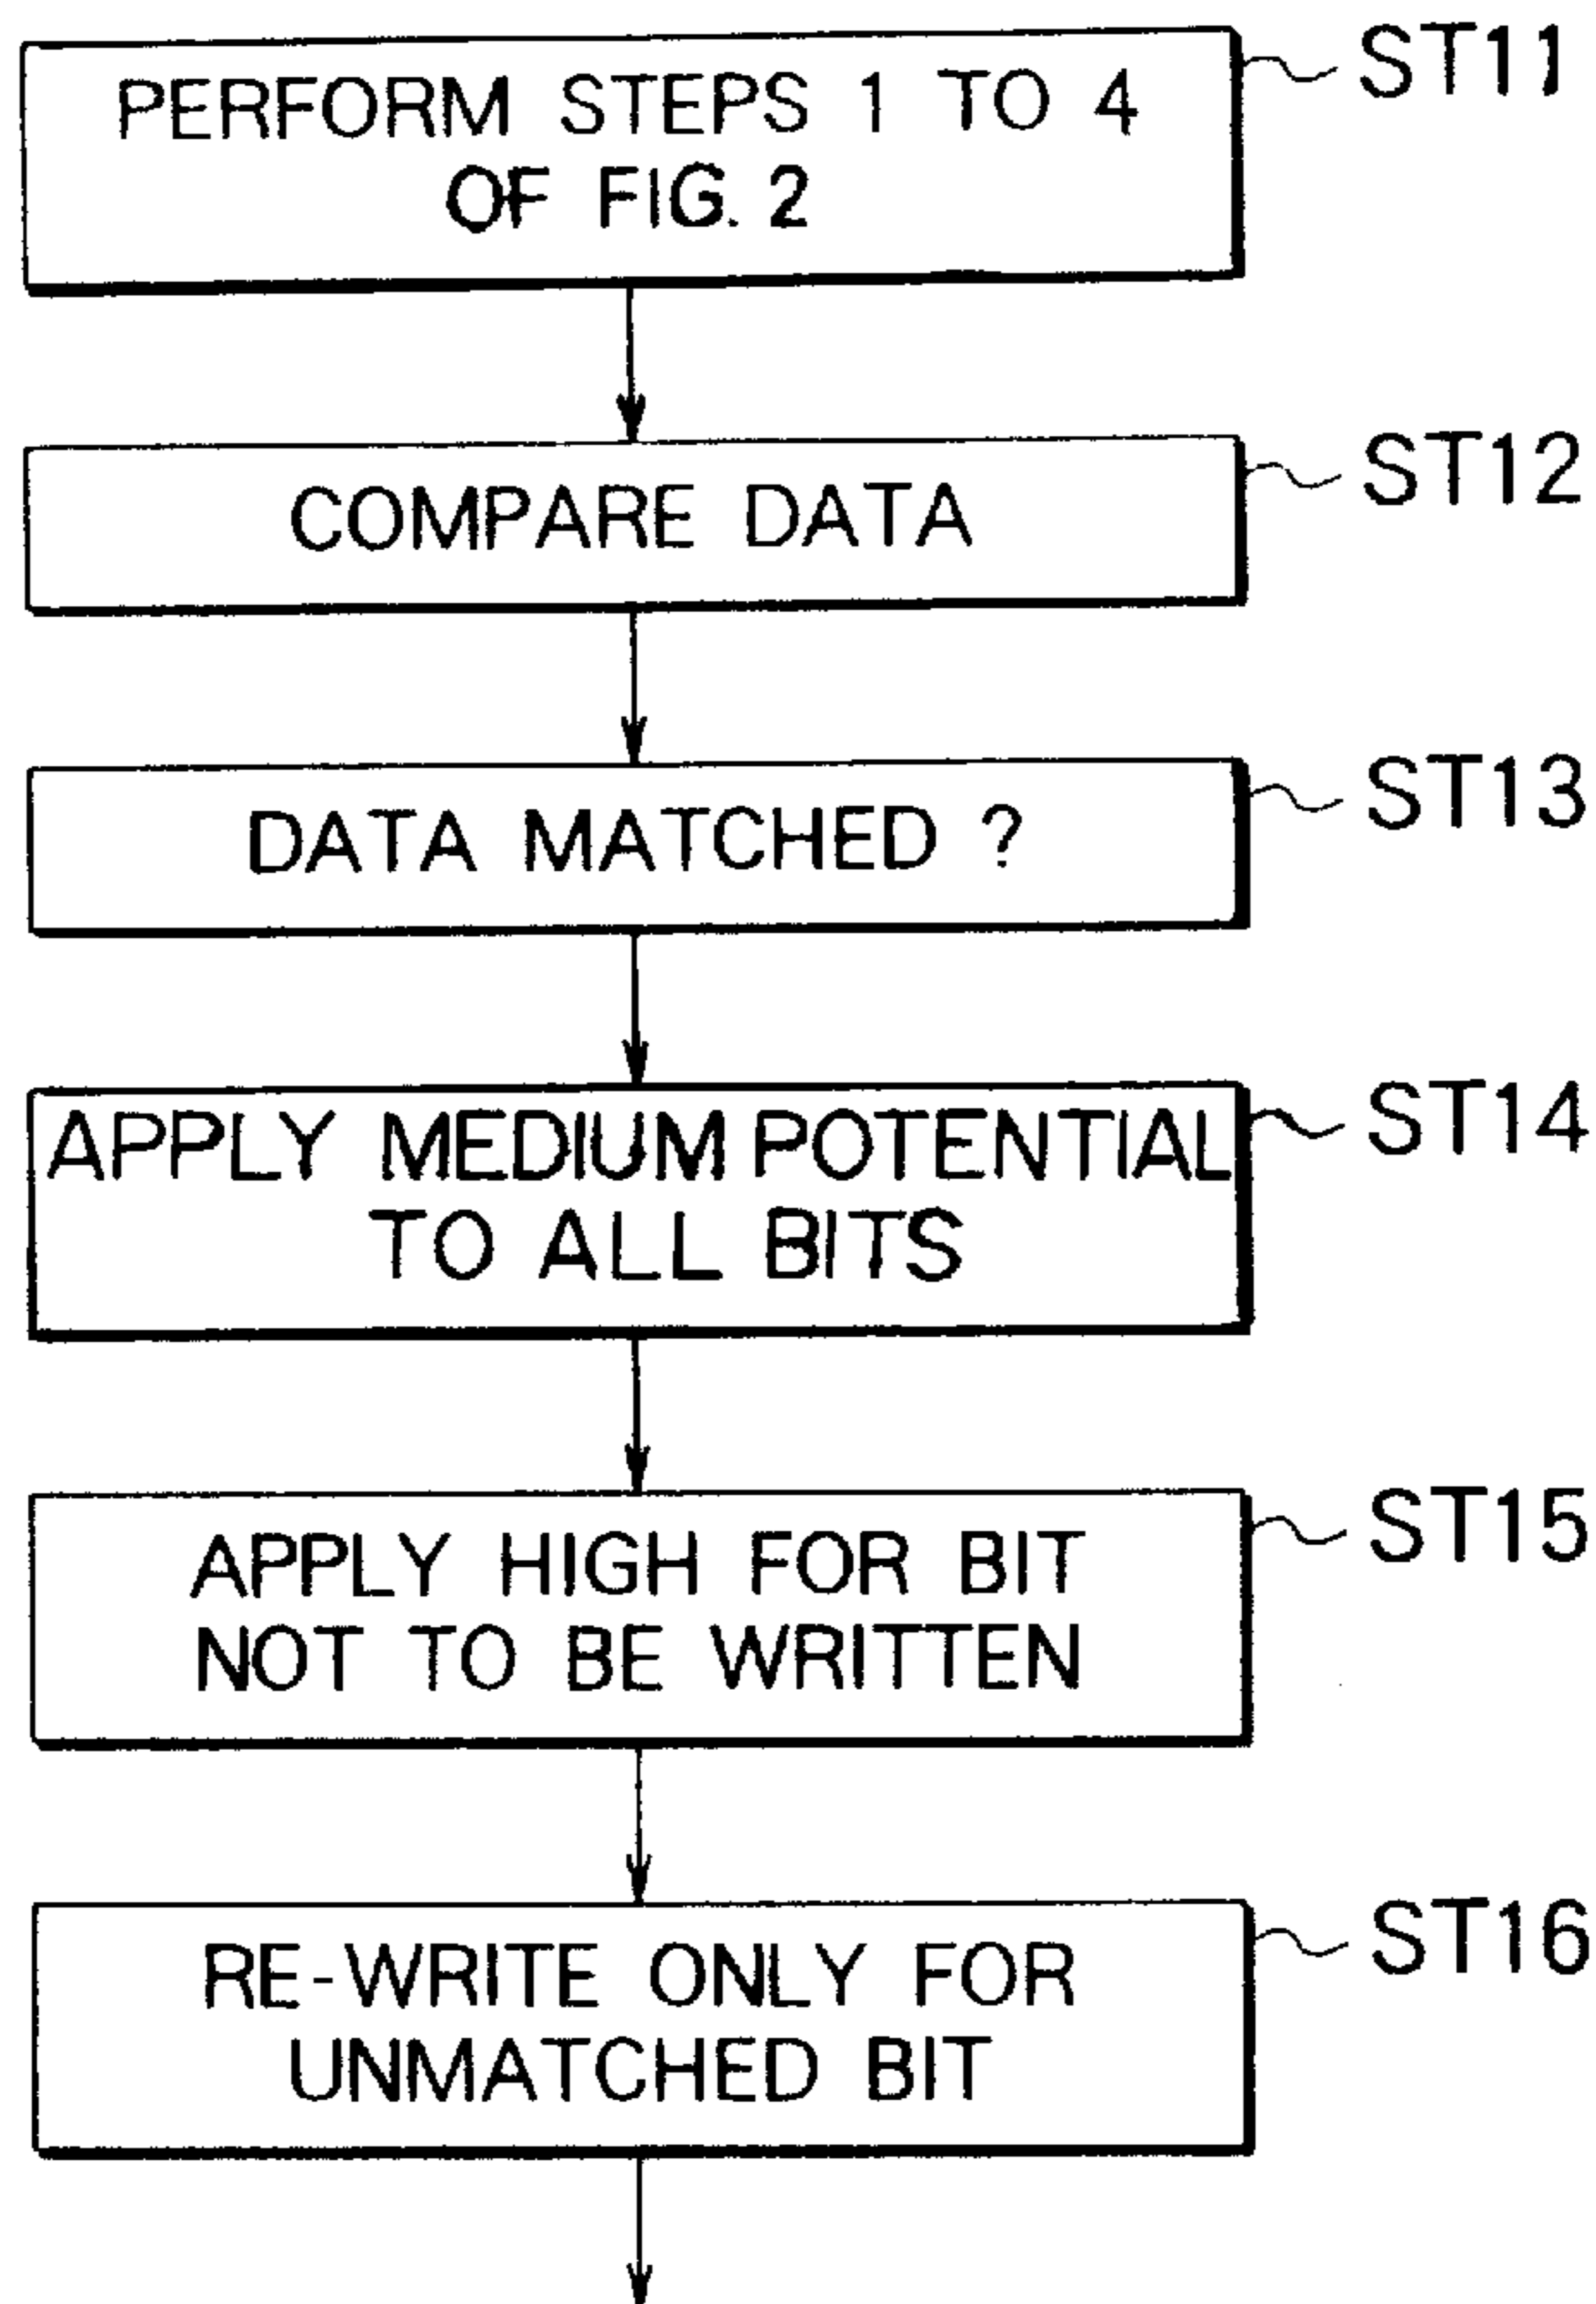 PERFORM STEPS 1 TO 4
OF FIG. 2
ST11
COMPARE DATA
ST12
DATA MATCHED ?
ST13
APPLY MEDIUM POTENTIAL
TO ALL BITS
ST14
APPLY HIGH FOR BIT
NOT TO BE WRITTEN
ST15
RE-WRITE ONLY FOR
UNMATCHED BIT
ST16